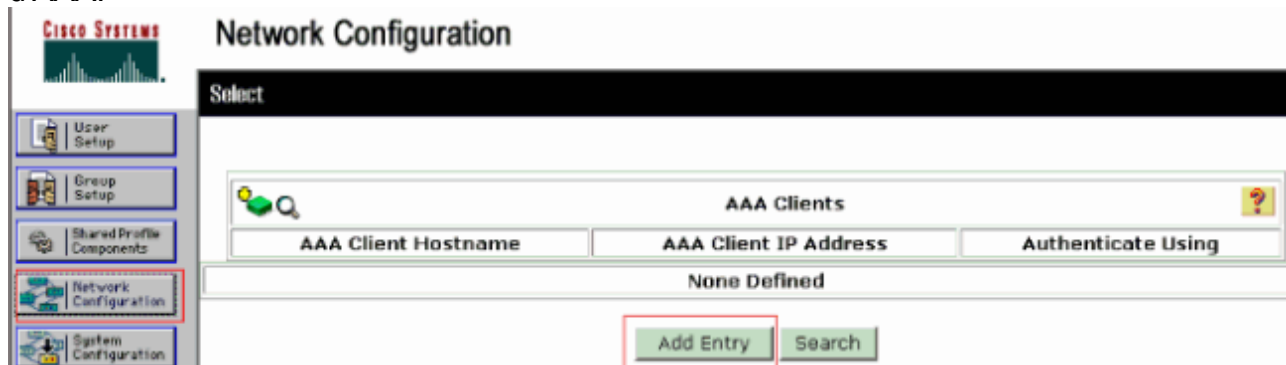 CISCO SYSTEMS
Network Configuration
Select
User
Setup
Group
Setup
Shared Profile
Components
Network
Configuration
System
Configuration
AAA Clients
?
AAA Client Hostname
AAA Client IP Address
Authenticate Using
None Defined
Add Entry
Search